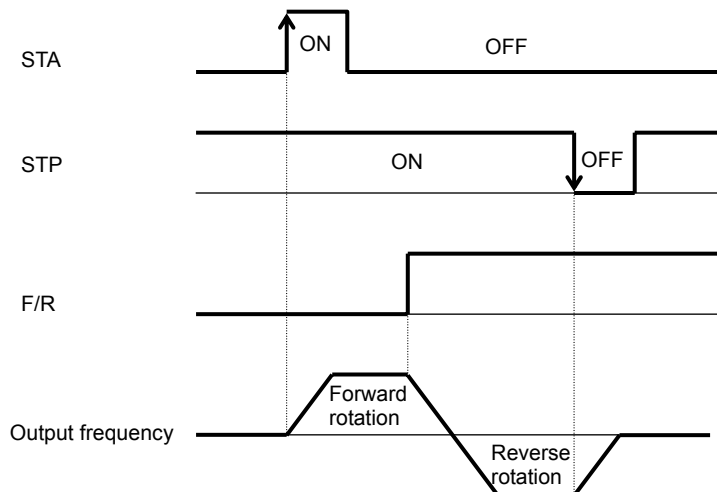 STA
ON
OFF
STP
ON
OFF
F/R
Forward
rotation
Output frequency
Reverse
rotation